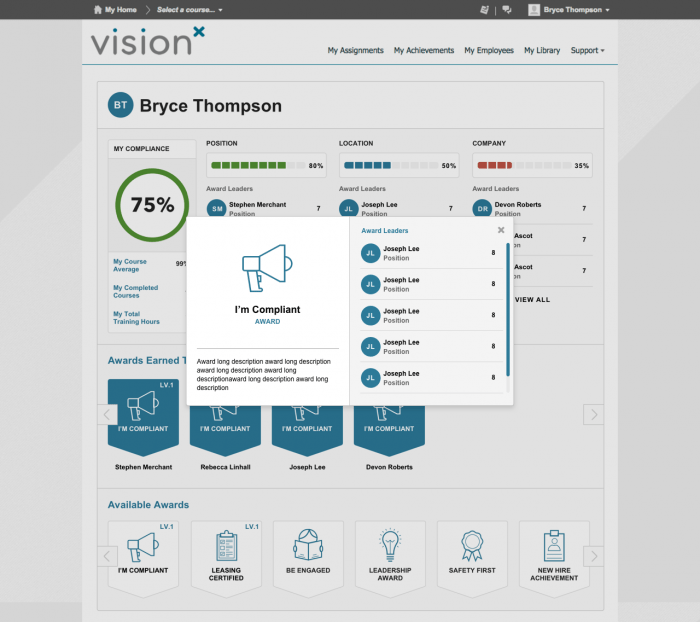 My Home
Select a course...
Bryce Thompson
visionx
My Assignments
My Achievements
My Employees
My Library
Support
BT
Bryce Thompson
MY COMPLIANCE
75%
My Course
Average
99
My Completed
Courses
My Total
Training Hours
POSITION
80%
Award Leaders
SM
Stephen Merchant
Position
7
LOCATION
50%
Award Leaders
JL
Joseph Lee
Position
7
COMPANY
35%
Award Leaders
DR
Devon Roberts
Position
7
Ascot
7
Ascot
7
VIEW ALL
I'm Compliant
AWARD
Award long description award long description
award long description award long
descriptionaward long description award long
description
Award Leaders
JL
Joseph Lee
Position
8
JL
Joseph Lee
Position
8
JL
Joseph Lee
Position
8
JL
Joseph Lee
Position
8
JL
Joseph Lee
Position
8
Awards Earned
LV.1
I'M COMPLIANT
Stephen Merchant
I'M COMPLIANT
Rebecca Linhall
I'M COMPLIANT
Joseph Lee
I'M COMPLIANT
Devon Roberts
Available Awards
LV.1
I'M COMPLIANT
LV.1
LEASING
CERTIFIED
BE ENGAGED
LEADERSHIP
AWARD
SAFETY FIRST
NEW HIRE
ACHIEVEMENT